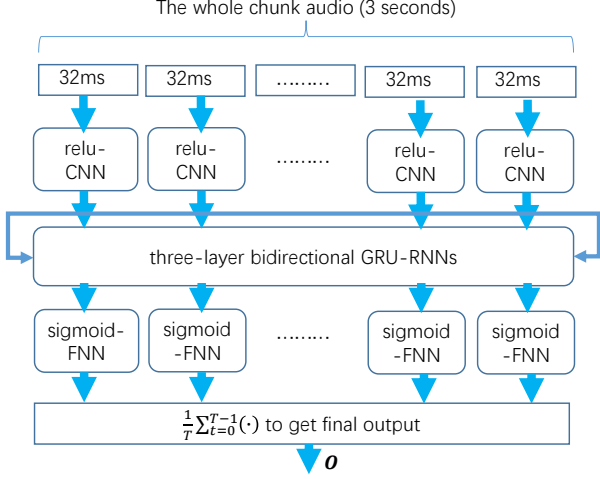 The whole chunk audio (3 seconds)
32ms 32ms ......... 32ms 32ms
relu- relu- relu- relu-
CNN CNN ......... CNN CNN
three-layer bidirectional GRU-RNNs
sigmoid- sigmoid ......... sigmoid sigmoid
FNN -FNN -FNN -FNN
1/T ∑_{t=0}^{T−1}(·) to get final output
O